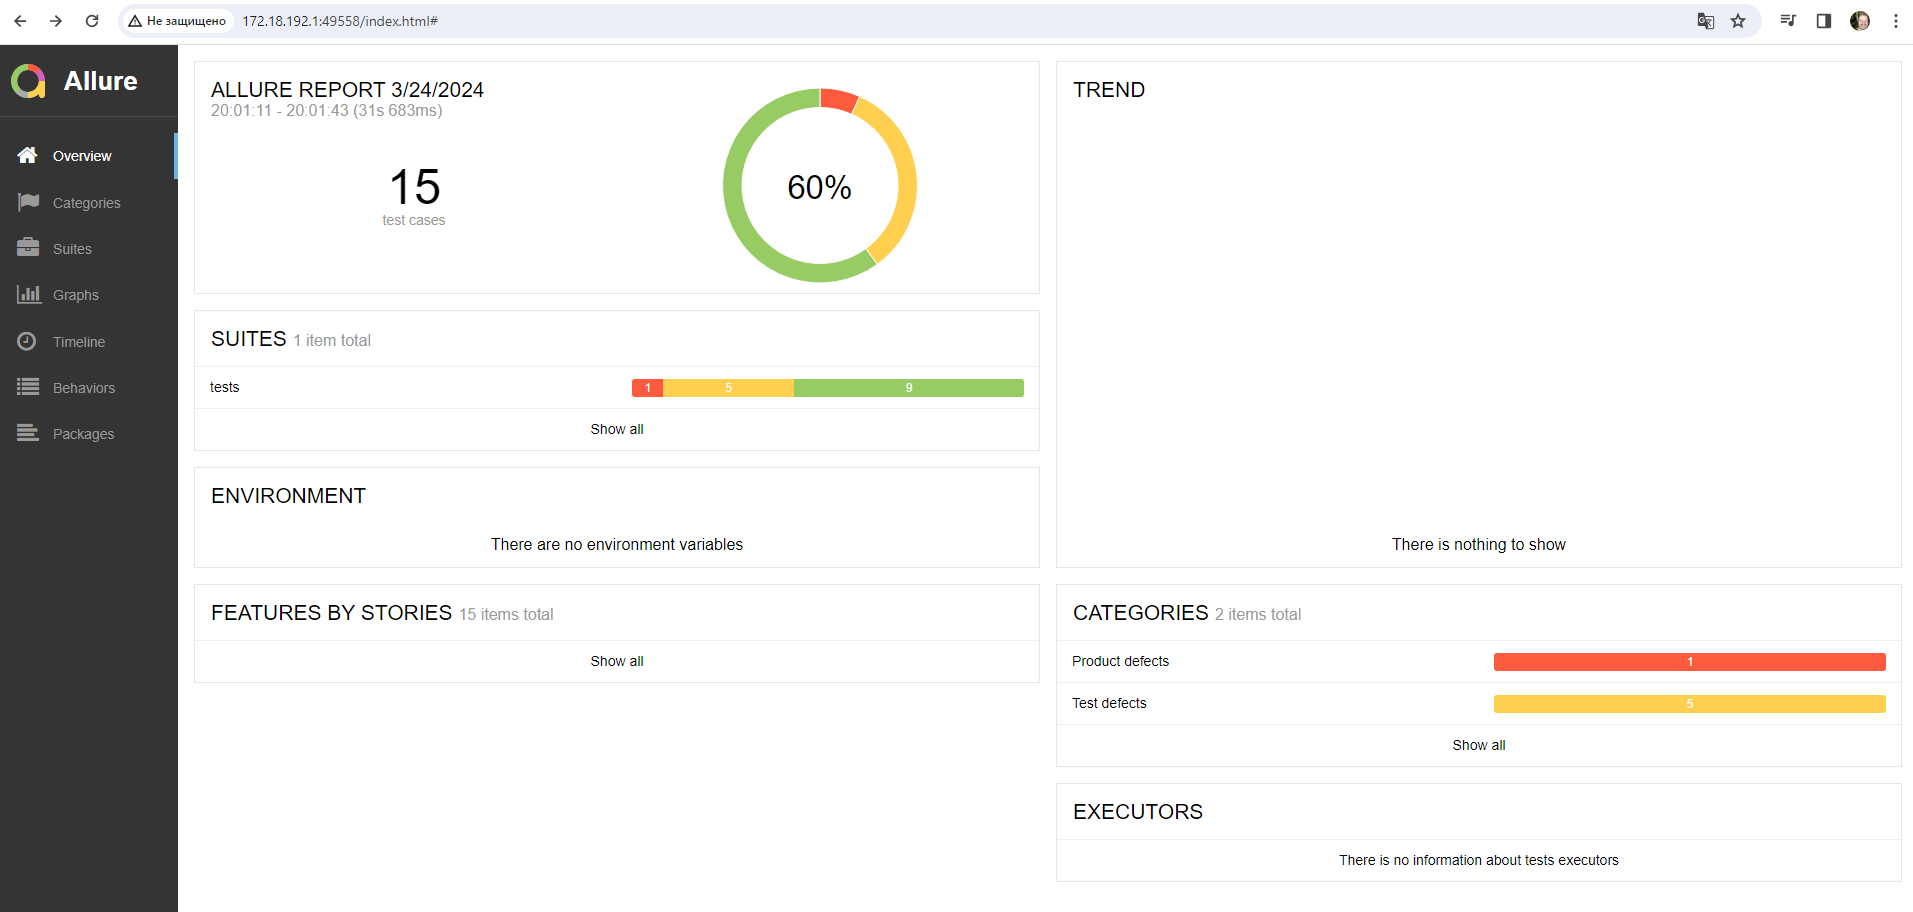 Не защищено
172.18.192.1:49558/index.html#
Allure
Overview
Categories
Suites
Graphs
Timeline
Behaviors
Packages
ALLURE REPORT 3/24/2024
20:01:11 - 20:01:43 (31s 683ms)
15
test cases
60%
SUITES 1 item total
tests 1 5 9
Show all
ENVIRONMENT
There are no environment variables
FEATURES BY STORIES 15 items total
Show all
TREND
There is nothing to show
CATEGORIES 2 items total
Product defects 1
Test defects 5
Show all
EXECUTORS
There is no information about tests executors